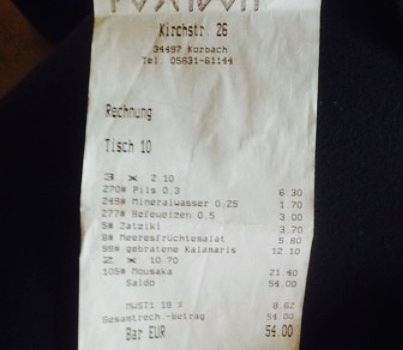 POSEIDON
Kirchstr. 26
34497 Korbach
Tel. 05631-61144
Rechnung
Tisch 10
3 x 2 10
270# Pils 0.3 6.30
249# Mineralwasser 0.25 1.70
277# Hefeweizen 0,5 3.00
5# Zatziki 3.70
8# Meeresfrüchtesalat 5.80
99# gebratene Kalamaris 12.10
2 x 10.70
105# Mousaka 21.40
Saldo 54.00
MWST1 19 % 8.62
Gesamtrech.-betrag 54.00
Bar EUR 54.00